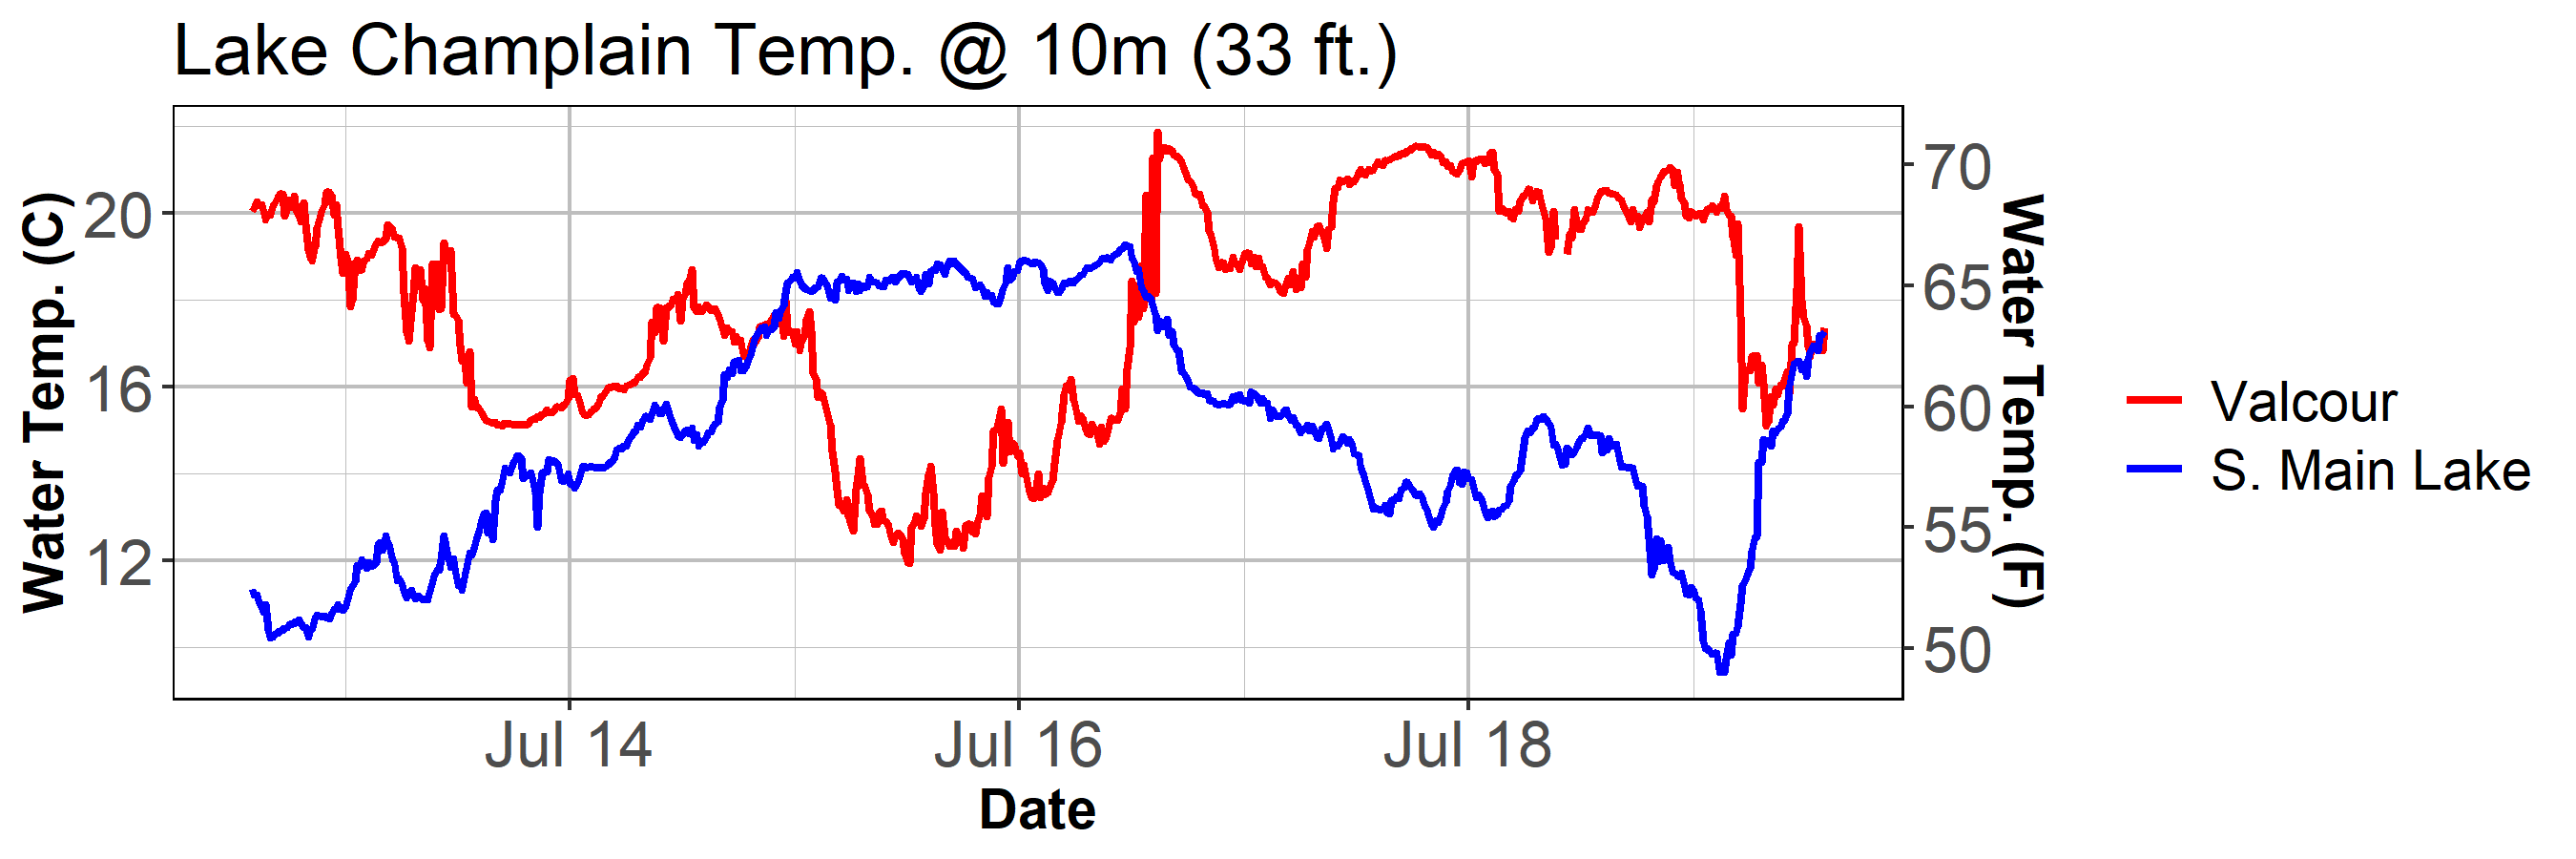 Lake Champlain Temp. @ 10m (33 ft.)
Water Temp. (C)
20
16
12
70
65
60
55
50
Water Temp. (F)
Jul 14
Jul 16
Jul 18
Date
Valcour
S. Main Lake